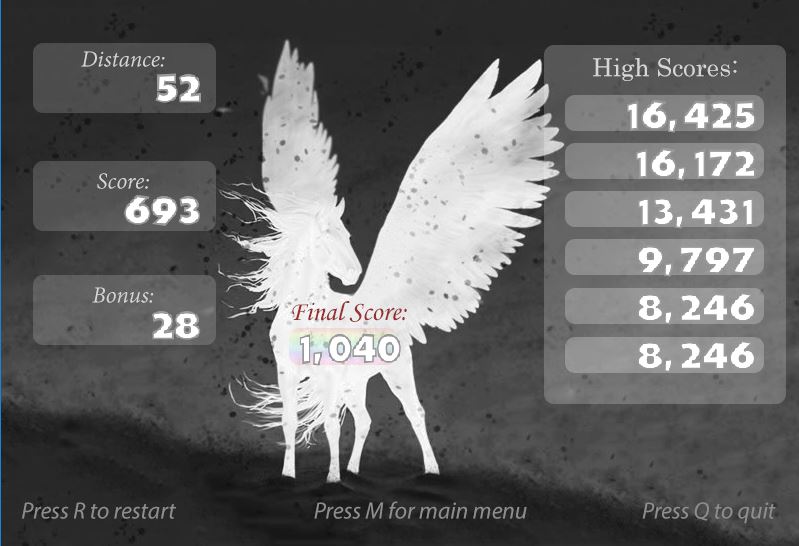 Distance:
52
Score:
693
Bonus:
28
Final Score:
1,040
High Scores:
16,425
16,172
13,431
9,797
8,246
8,246
Press R to restart
Press M for main menu
Press Q to quit